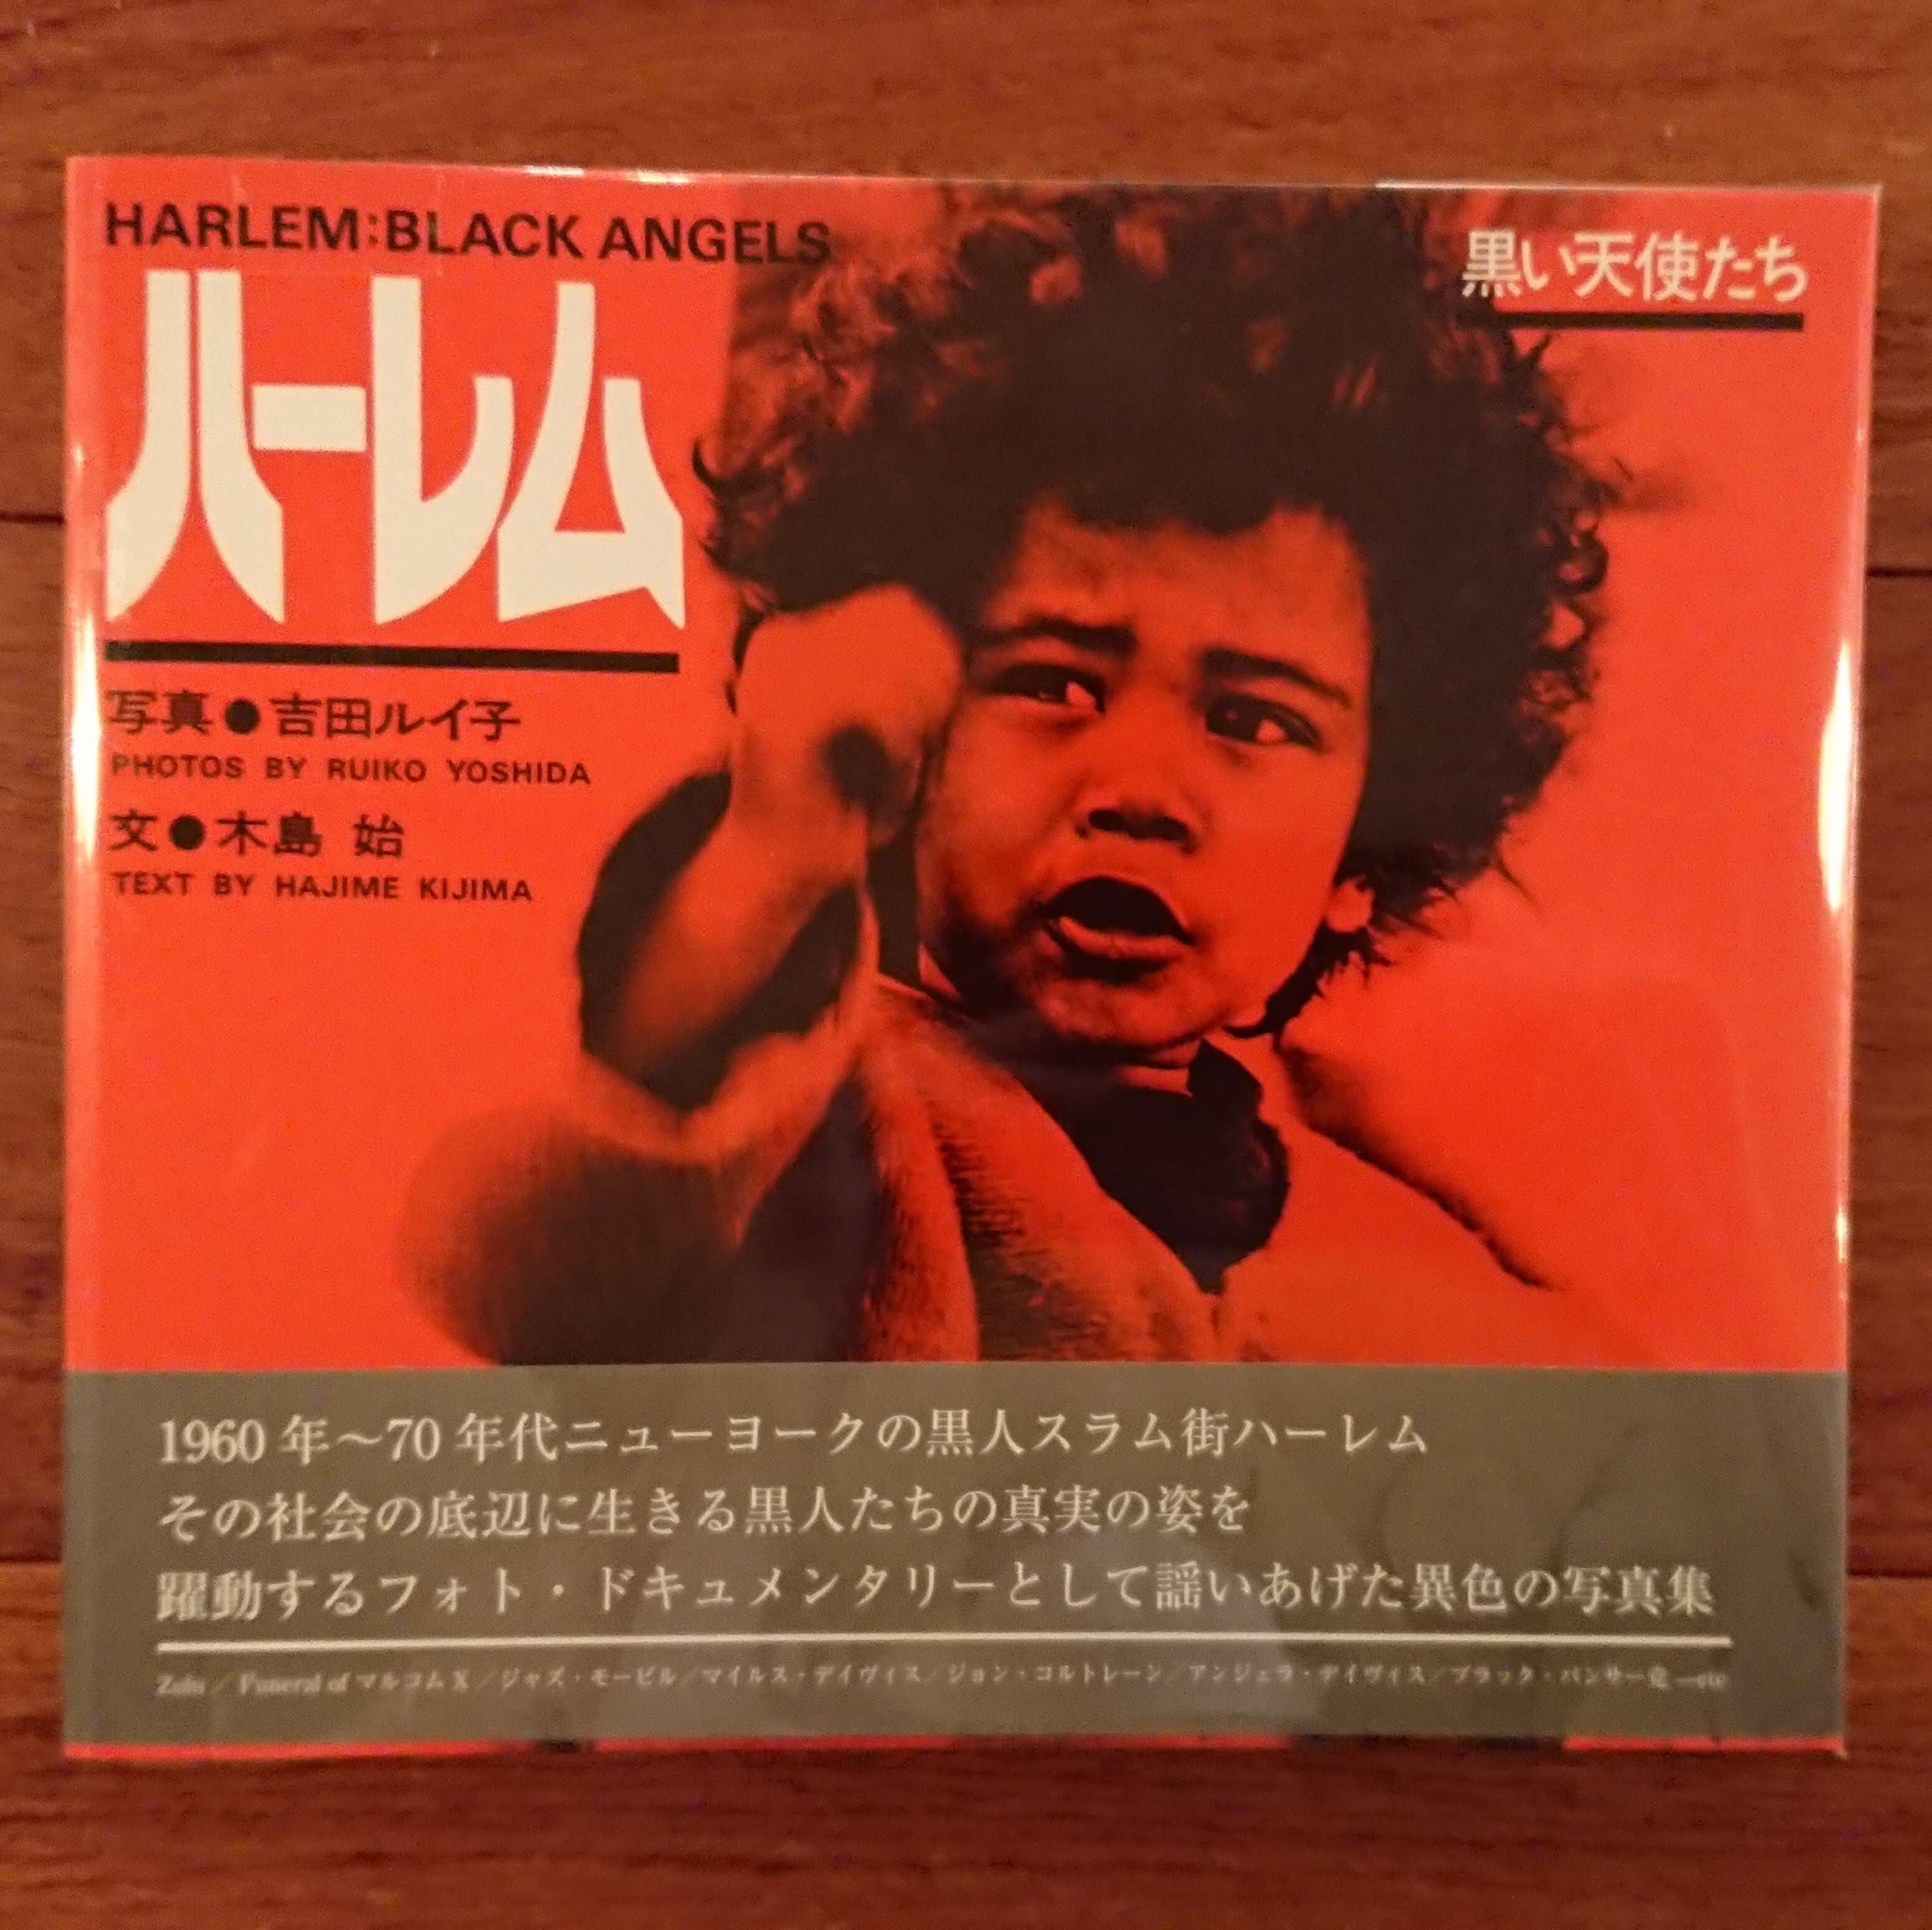 HARLEM:BLACK ANGELS
黒い天使たち
ハーレム
写真●吉田ルイ子
PHOTOS BY RUIKO YOSHIDA
文●木島 始
TEXT BY HAJIME KIJIMA
1960年〜70年代ニューヨークの黒人スラム街ハーレム
その社会の底辺に生きる黒人たちの真実の姿を
躍動するフォト・ドキュメンタリーとして謡いあげた異色の写真集
Zulu／Funeral of マルコムX／ジャズ・モービル／マイルス・デイヴィス／ジョン・コルトレーン／アンジェラ・デイヴィス／ブラック・パンサー党—etc